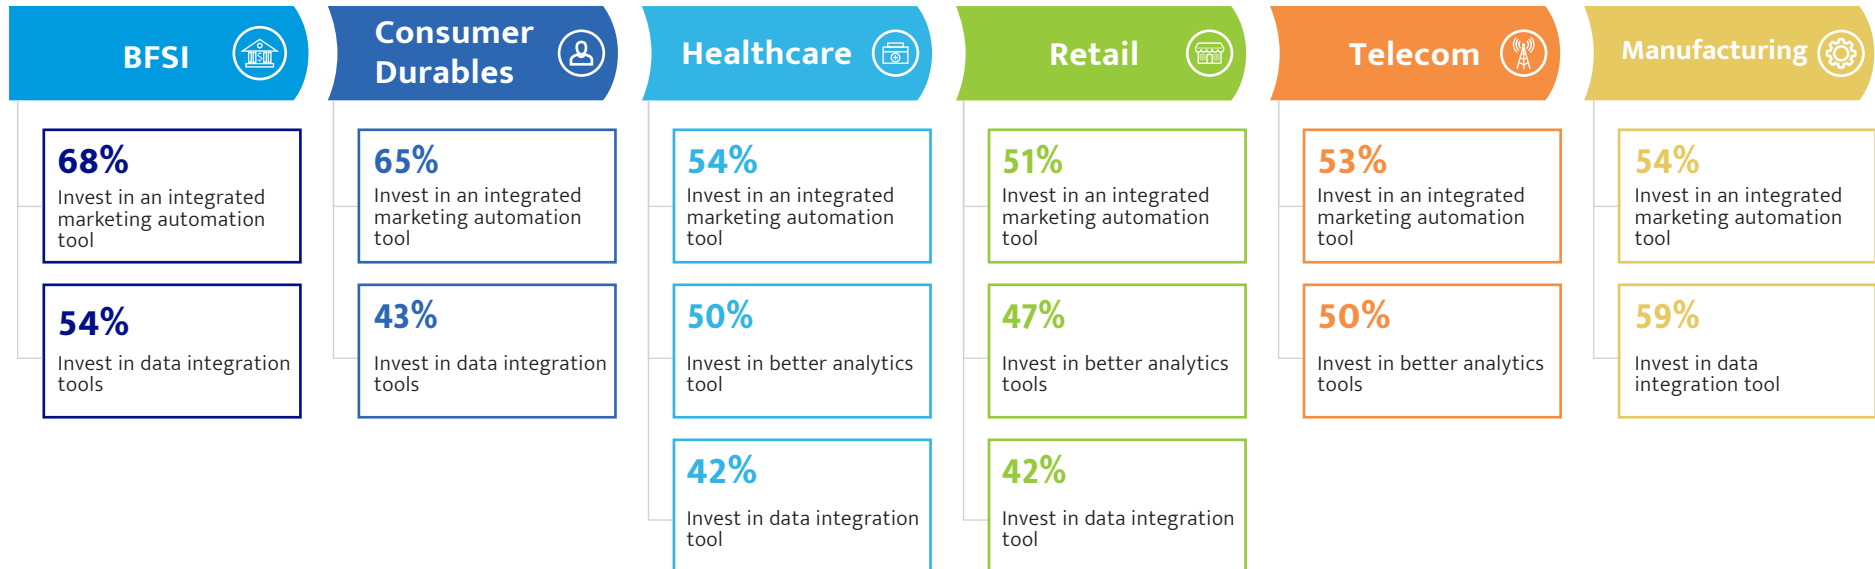 BFSI
68%
Invest in an integrated
marketing automation
tool
54%
Invest in data integration
tools
Consumer
Durables
65%
Invest in an integrated
marketing automation
tool
43%
Invest in data integration
tools
Healthcare
54%
Invest in an integrated
marketing automation
tool
50%
Invest in better analytics
tool
42%
Invest in data integration
tool
Retail
51%
Invest in an integrated
marketing automation
tool
47%
Invest in better analytics
tools
42%
Invest in data integration
tool
Telecom
53%
Invest in an integrated
marketing automation
tool
50%
Invest in better analytics
tools
Manufacturing
54%
Invest in an integrated
marketing automation
tool
59%
Invest in data
integration tool